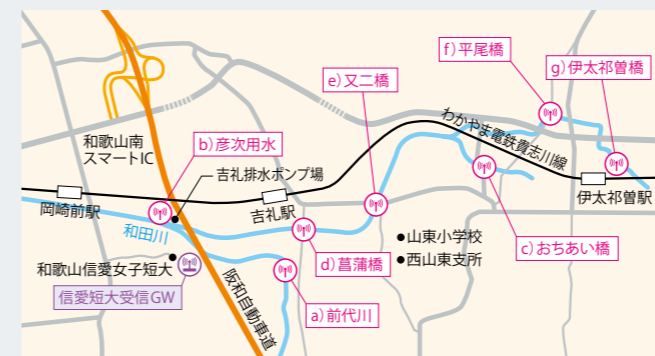 f）平尾橋
g）伊太祁曽橋
e）又二橋
わかやま電鉄貴志川線
和歌山南
スマートIC
b）彦次用水
吉礼排水ポンプ場
岡崎前駅
吉礼駅
伊太祁曽駅
和田川
山東小学校
西山東支所
c）おちあい橋
d）菖蒲橋
和歌山信愛女子短大
信愛短大受信GW
阪和自動車道
a）前代川